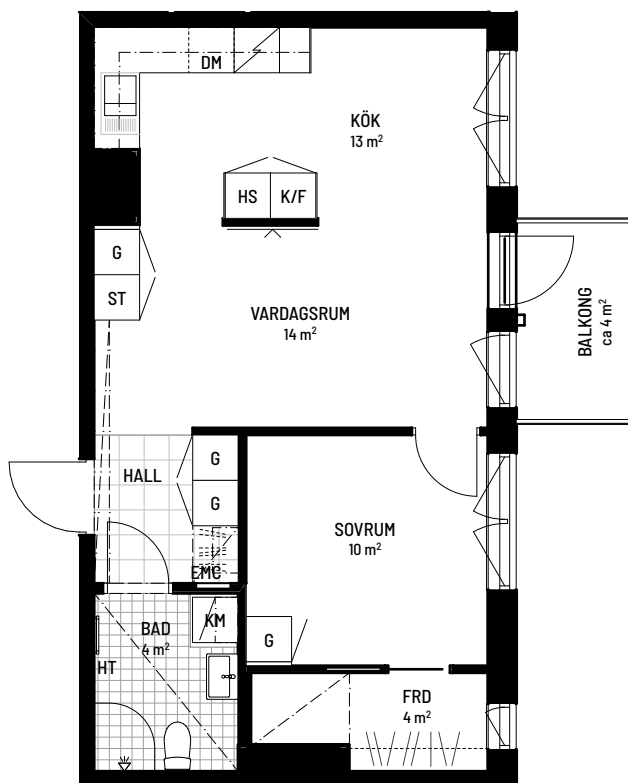 DM
KÖK
13 m²
HS
K/F
G
ST
VARDAGSRUM
14 m²
BALKONG
ca 4 m²
HALL
G
G
SOVRUM
10 m²
EMC
BAD
4 m²
KM
HT
G
FRD
4 m²